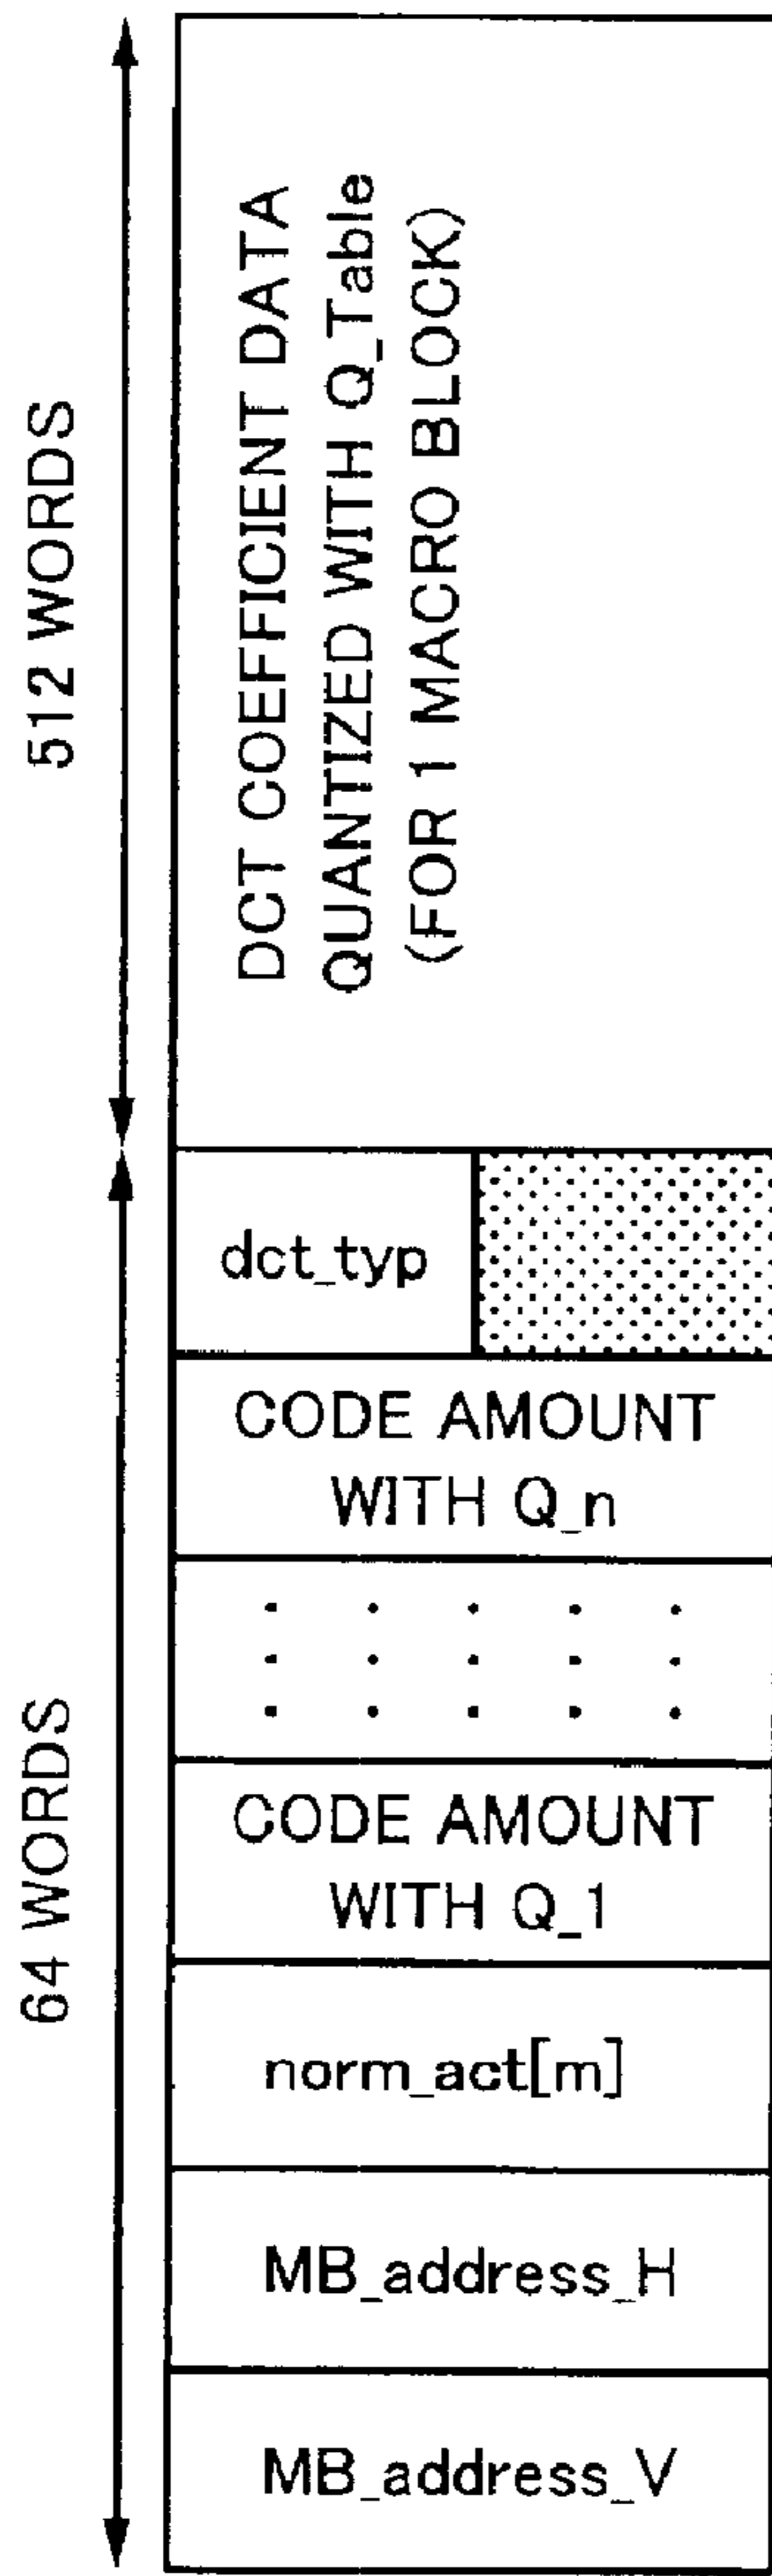 512 WORDS
DCT COEFFICIENT DATA
QUANTIZED WITH Q_Table
(FOR 1 MACRO BLOCK)
64 WORDS
dct_typ
CODE AMOUNT
WITH Q_n
CODE AMOUNT
WITH Q_1
norm_act[m]
MB_address_H
MB_address_V